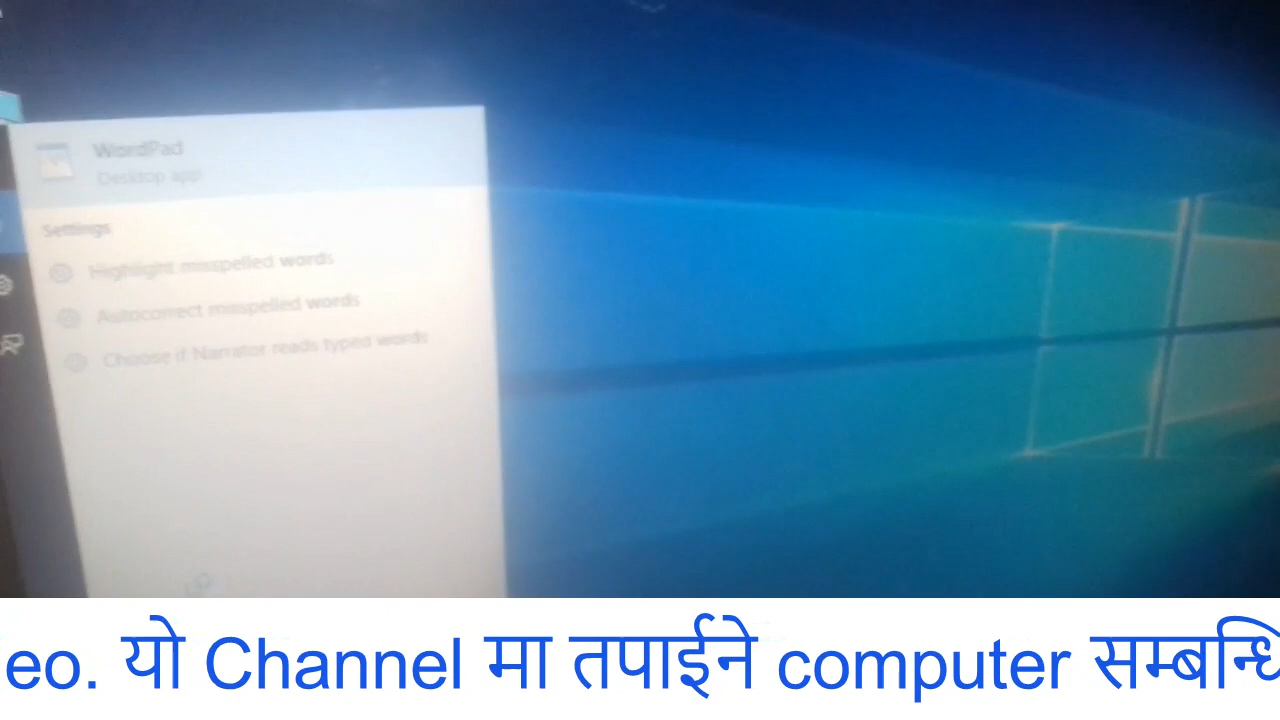 WordPad
Desktop app
Settings
Highlight misspelled words
Autocorrect misspelled words
Choose if Narrator reads typed words
eo. यो Channel मा तपाईने computer सम्बन्धि